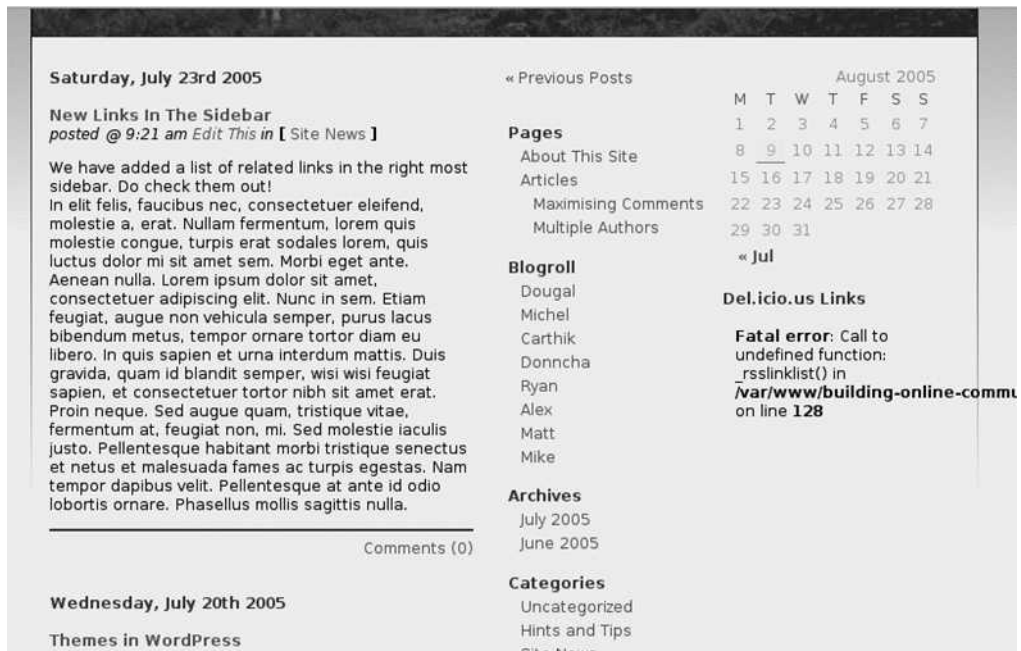 Saturday, July 23rd 2005
New Links In The Sidebar
posted @ 9:21 am Edit This in [ Site News ]
We have added a list of related links in the right most
sidebar. Do check them out!
In elit felis, faucibus nec, consectetuer eleifend,
molestie a, erat. Nullam fermentum, lorem quis
molestie congue, turpis erat sodales lorem, quis
luctus dolor mi sit amet sem. Morbi eget ante.
Aenean nulla. Lorem ipsum dolor sit amet,
consectetuer adipiscing elit. Nunc in sem. Etiam
feugiat, augue non vehicula semper, purus lacus
bibendum metus, tempor ornare tortor diam eu
libero. In quis sapien et urna interdum mattis. Duis
gravida, quam id blandit semper, wisi wisi feugiat
sapien, et consectetuer tortor nibh sit amet erat.
Proin neque. Sed augue quam, tristique vitae,
fermentum at, feugiat non, mi. Sed molestie iaculis
justo. Pellentesque habitant morbi tristique senectus
et netus et malesuada fames ac turpis egestas. Nam
tempor dapibus velit. Pellentesque at ante id odio
lobortis ornare. Phasellus mollis sagittis nulla.
Comments (0)
Wednesday, July 20th 2005
Themes in WordPress
« Previous Posts
Pages
About This Site
Articles
Maximising Comments
Multiple Authors
Blogroll
Dougal
Michel
Carthik
Donncha
Ryan
Alex
Matt
Mike
Archives
July 2005
June 2005
Categories
Uncategorized
Hints and Tips
August 2005
M T W T F S S
1 2 3 4 5 6 7
8 9 10 11 12 13 14
15 16 17 18 19 20 21
22 23 24 25 26 27 28
29 30 31
« Jul
Del.icio.us Links
Fatal error: Call to
undefined function:
_rsslinklist() in
/var/www/building-online-commu
on line 128